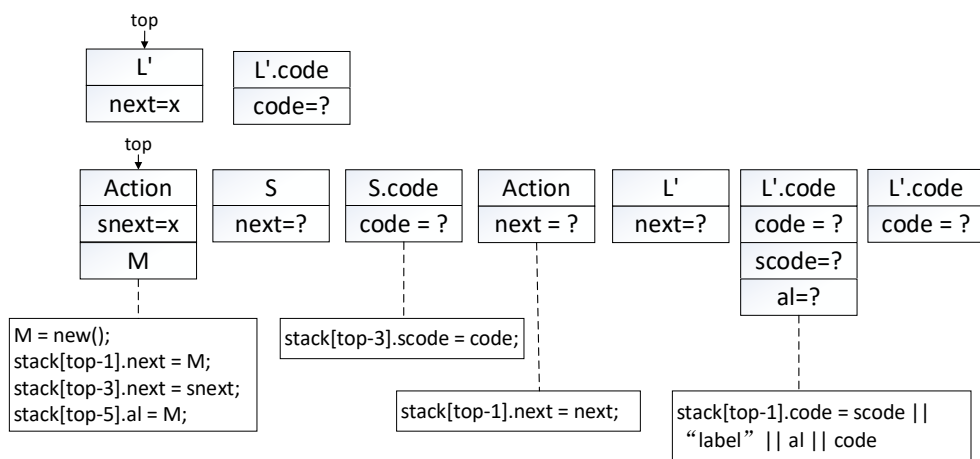 top
L' L'.code
next=x code=?
top
Action S S.code Action L' L'.code L'.code
snext=x next=? code = ? next = ? next=? code = ? code = ?
M scode=?
al=?
M = new();
stack[top-1].next = M;
stack[top-3].next = snext;
stack[top-5].al = M;
stack[top-3].scode = code;
stack[top-1].next = next;
stack[top-1].code = scode ||
“label” || al || code